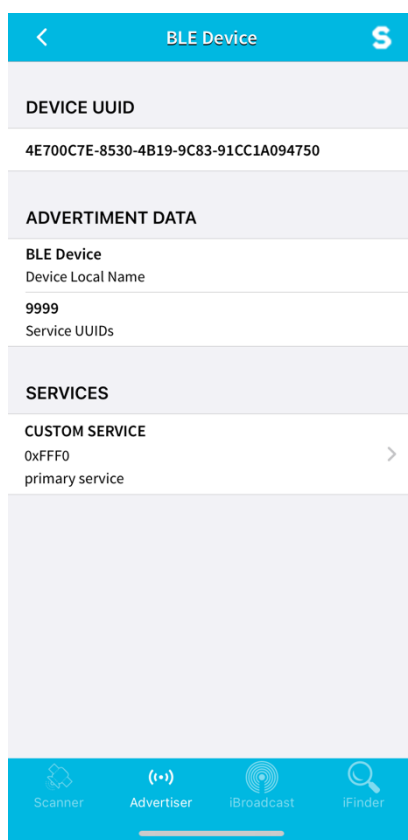 BLE Device
S
DEVICE UUID
4E700C7E-8530-4B19-9C83-91CC1A094750
ADVERTIMENT DATA
BLE Device
Device Local Name
9999
Service UUIDs
SERVICES
CUSTOM SERVICE
0xFFF0
primary service
Scanner Advertiser iBroadcast iFinder